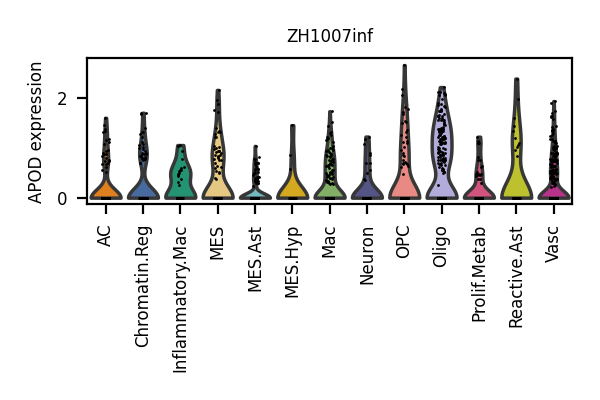 ZH1007inf
APOD expression
2
0
AC
Chromatin.Reg
Inflammatory.Mac
MES
MES.Ast
MES.Hyp
Mac
Neuron
OPC
Oligo
Prolif.Metab
Reactive.Ast
Vasc